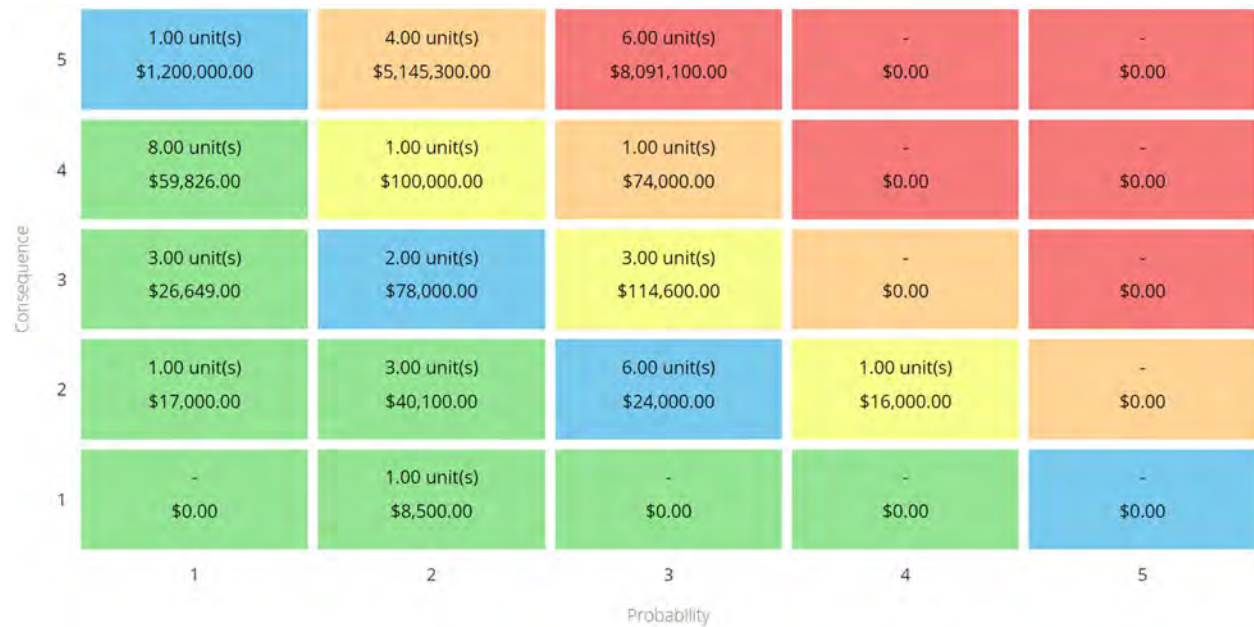 1.00 unit(s) 4.00 unit(s) 6.00 unit(s) - -
5
$1,200,000.00 $5,145,300.00 $8,091,100.00 $0.00 $0.00
8.00 unit(s) 1.00 unit(s) 1.00 unit(s) - -
4
$59,826.00 $100,000.00 $74,000.00 $0.00 $0.00
Consequence
3.00 unit(s) 2.00 unit(s) 3.00 unit(s) - -
3
$26,649.00 $78,000.00 $114,600.00 $0.00 $0.00
1.00 unit(s) 3.00 unit(s) 6.00 unit(s) 1.00 unit(s) -
2
$17,000.00 $40,100.00 $24,000.00 $16,000.00 $0.00
- 1.00 unit(s) - - -
1
$0.00 $8,500.00 $0.00 $0.00 $0.00
1 2 3 4 5
Probability